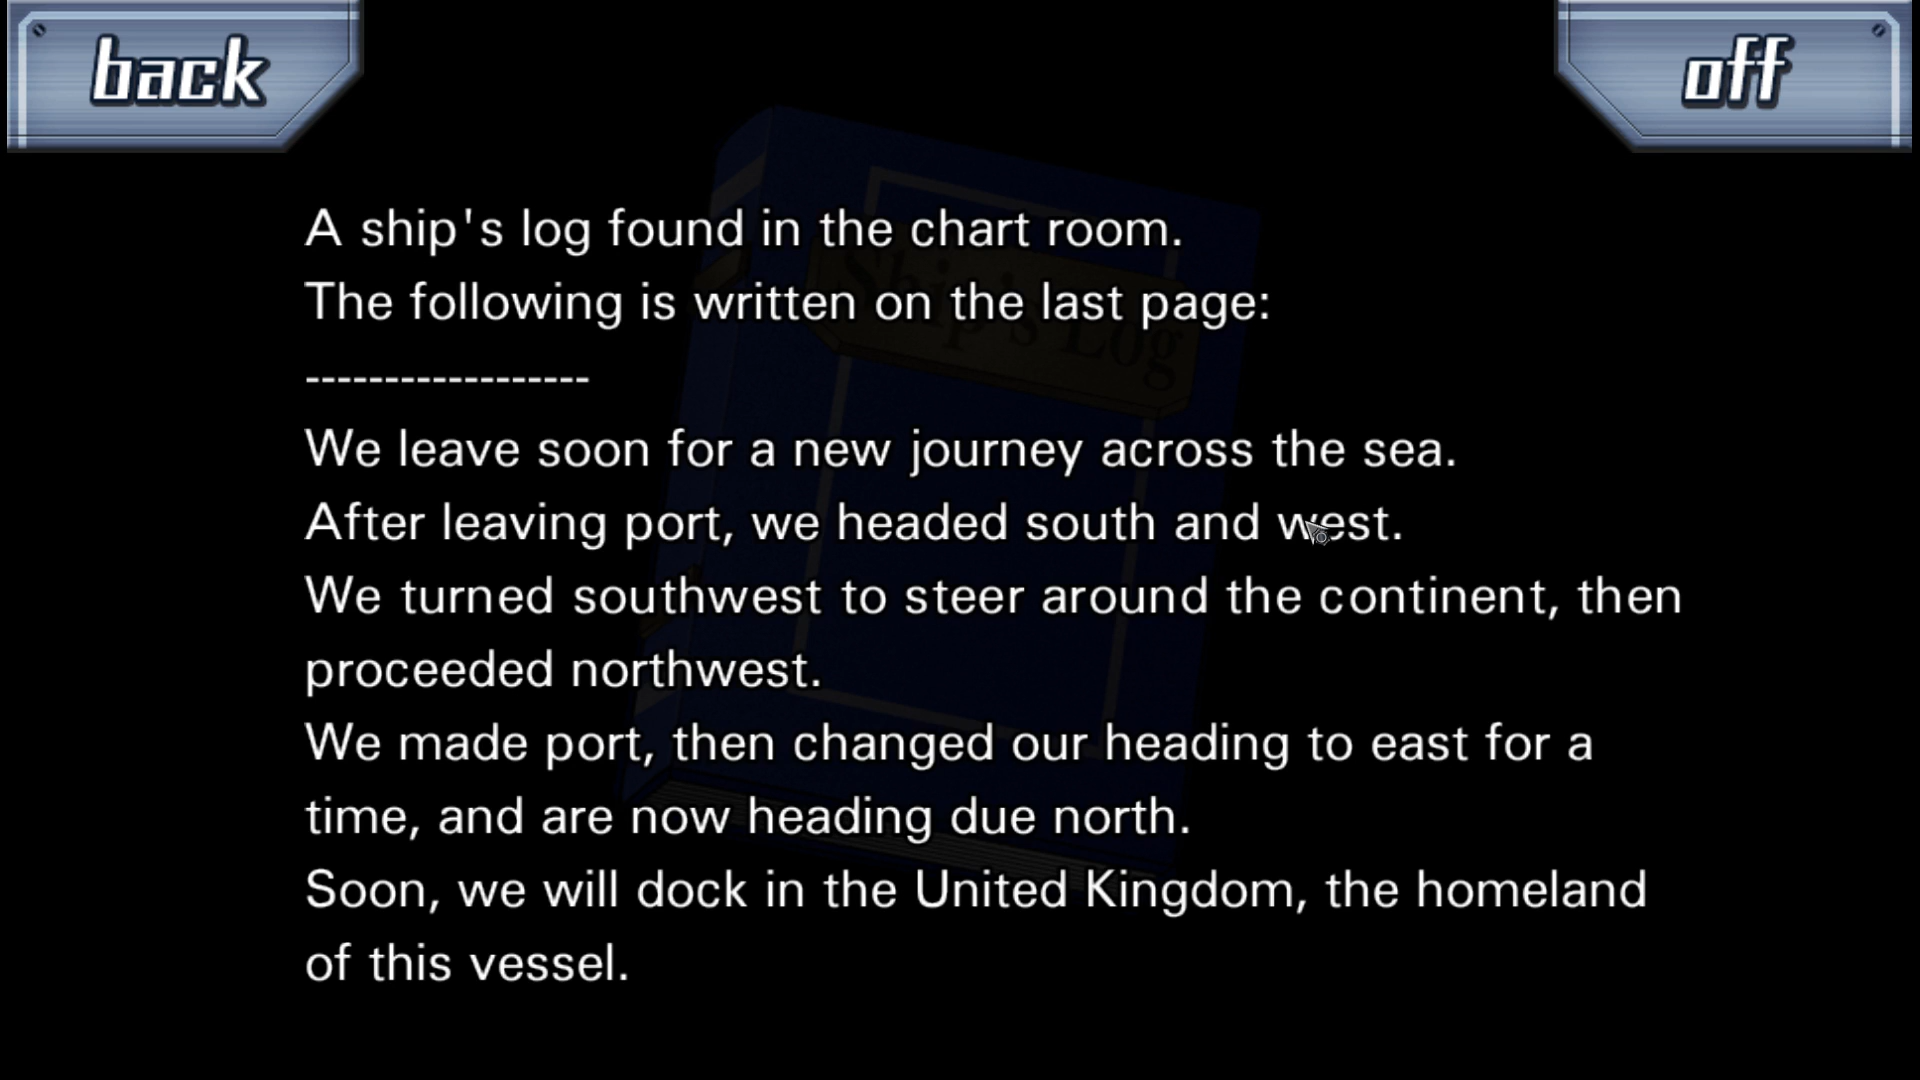 back
off
A ship's log found in the chart room.
The following is written on the last page:
------------------
We leave soon for a new journey across the sea.
After leaving port, we headed south and west.
We turned southwest to steer around the continent, then
proceeded northwest.
We made port, then changed our heading to east for a
time, and are now heading due north.
Soon, we will dock in the United Kingdom, the homeland
of this vessel.
Ship's Log